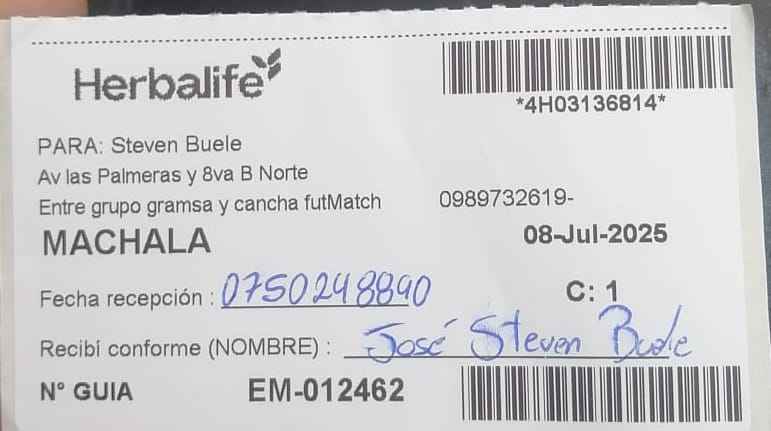 Herbalife
*4H03136814*
PARA: Steven Buele
Av las Palmeras y 8va B Norte
Entre grupo gramsa y cancha futMatch 0989732619-
MACHALA 08-Jul-2025
Fecha recepción : 0750248890 C: 1
Recibí conforme (NOMBRE) : José Steven Buele
N° GUIA EM-012462